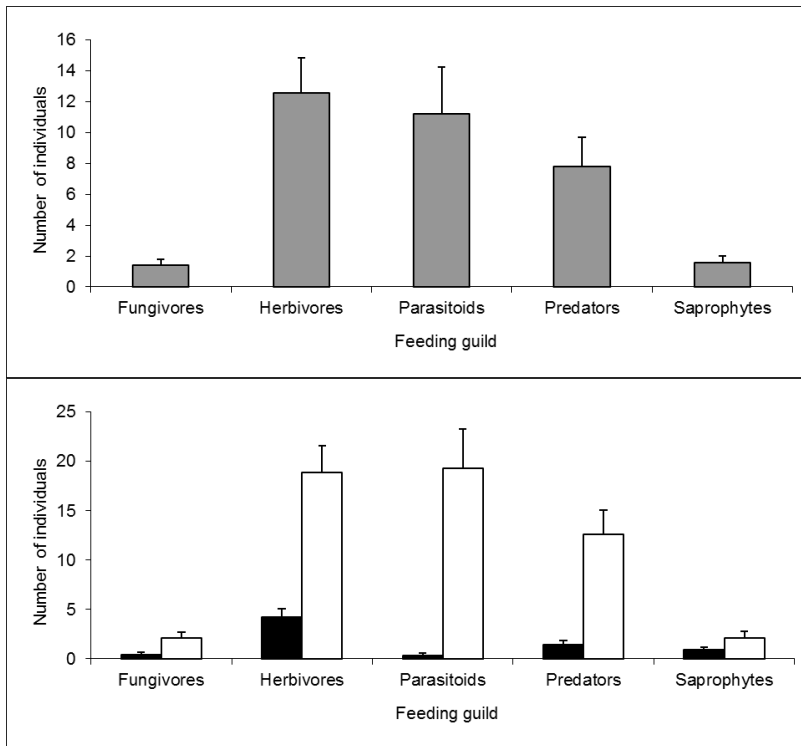 Number of individuals
16
14
12
10
8
6
4
2
0
Fungivores Herbivores Parasitoids Predators Saprophytes
Feeding guild
Number of individuals
25
20
15
10
5
0
Fungivores Herbivores Parasitoids Predators Saprophytes
Feeding guild